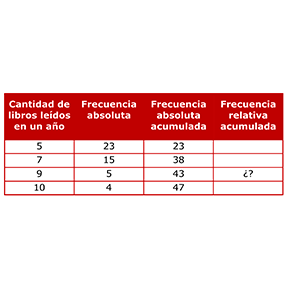 Cantidad de libros leídos en un año Frecuencia absoluta Frecuencia absoluta acumulada Frecuencia relativa acumulada
5 23 23
7 15 38
9 5 43 ¿?
10 4 47